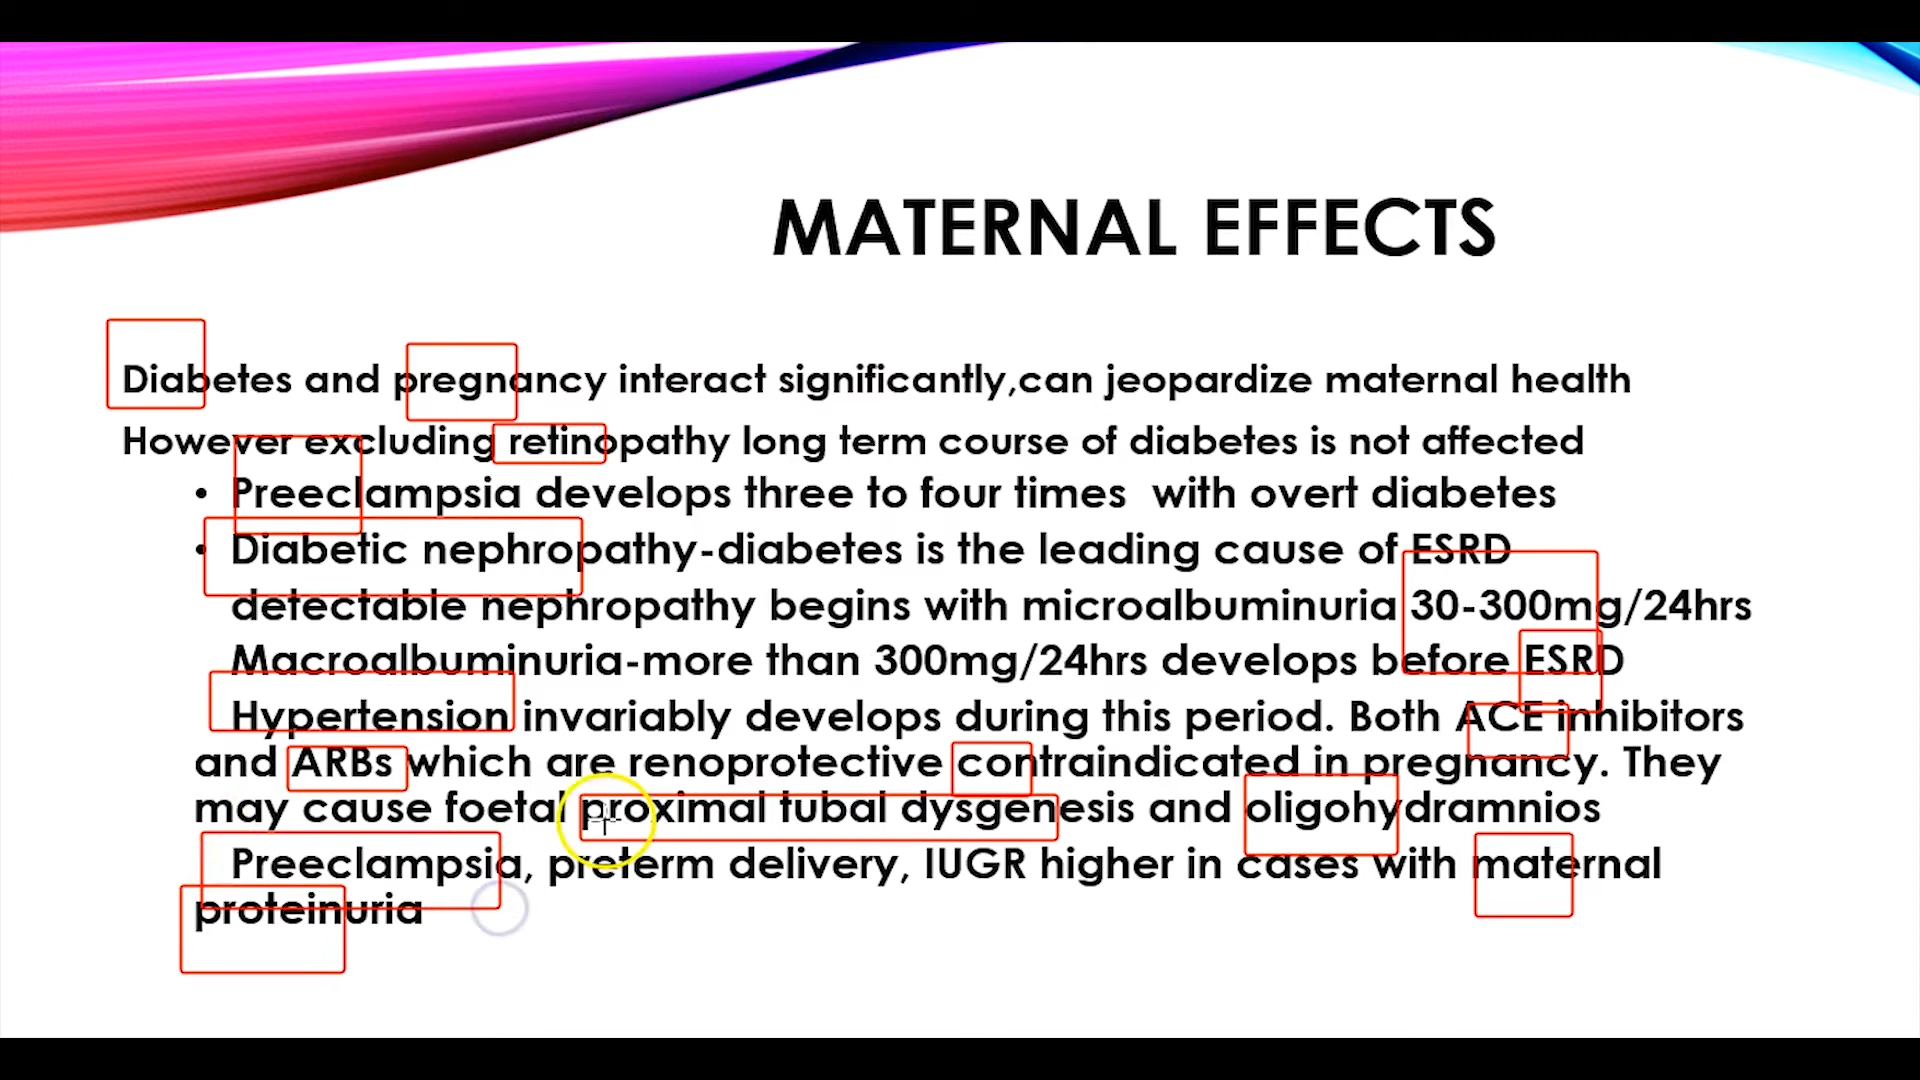 MATERNAL EFFECTS
Diabetes and pregnancy interact significantly,can jeopardize maternal health
However excluding retinopathy long term course of diabetes is not affected
• Preeclampsia develops three to four times with overt diabetes
• Diabetic nephropathy-diabetes is the leading cause of ESRD
detectable nephropathy begins with microalbuminuria 30-300mg/24hrs
Macroalbuminuria-more than 300mg/24hrs develops before ESRD
Hypertension invariably develops during this period. Both ACE inhibitors
and ARBs which are renoprotective contraindicated in pregnancy. They
may cause foetal proximal tubal dysgenesis and oligohydramnios
Preeclampsia, preterm delivery, IUGR higher in cases with maternal
proteinuria